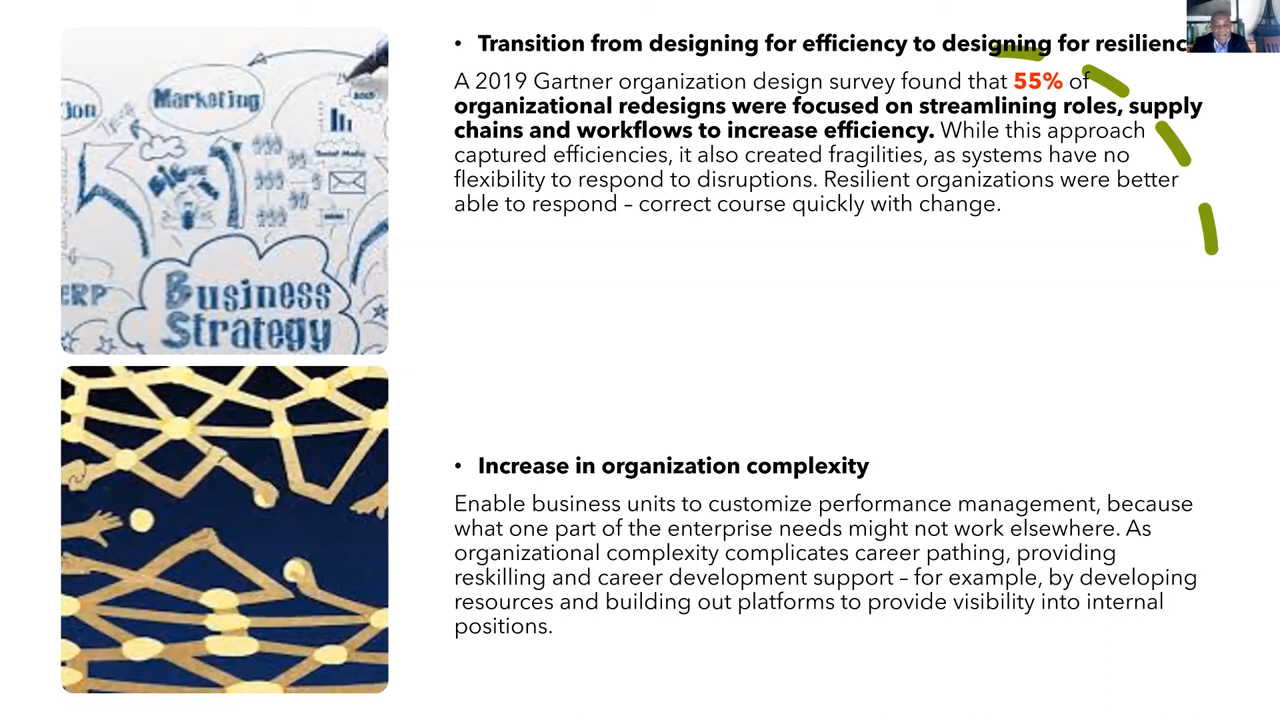 Marketing
Social Media
ERP
Business
Strategy
• Transition from designing for efficiency to designing for resilienc
A 2019 Gartner organization design survey found that 55% of
organizational redesigns were focused on streamlining roles, supply
chains and workflows to increase efficiency. While this approach
captured efficiencies, it also created fragilities, as systems have no
flexibility to respond to disruptions. Resilient organizations were better
able to respond – correct course quickly with change.
• Increase in organization complexity
Enable business units to customize performance management, because
what one part of the enterprise needs might not work elsewhere. As
organizational complexity complicates career pathing, providing
reskilling and career development support – for example, by developing
resources and building out platforms to provide visibility into internal
positions.